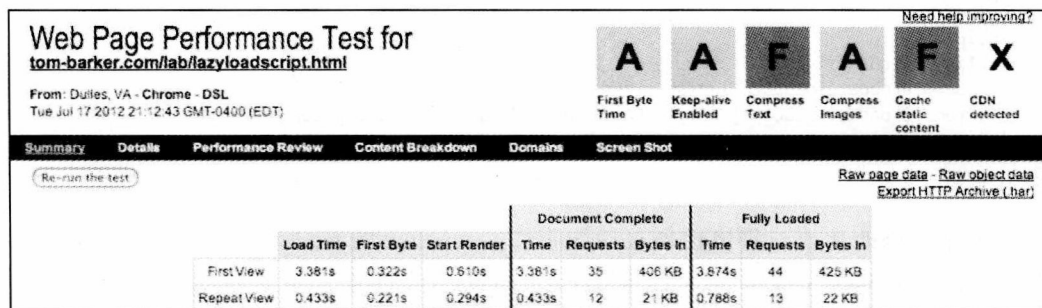 Need help improving?
Web Page Performance Test for
tom-barker.com/lab/lazyloadscript.html
From: Dulles, VA - Chrome - DSL
Tue Jul 17 2012 21:12:43 GMT-0400 (EDT)
A A F A F X
First Byte Time Keep-alive Enabled Compress Text Compress Images Cache static content CDN detected
Summary Details Performance Review Content Breakdown Domains Screen Shot
Re-run the test
Raw page data - Raw object data
Export HTTP Archive (.har)
Document Complete Fully Loaded
Load Time First Byte Start Render Time Requests Bytes In Time Requests Bytes In
First View 3.381s 0.322s 0.610s 3.381s 35 406 KB 3.874s 44 425 KB
Repeat View 0.433s 0.221s 0.294s 0.433s 12 21 KB 0.788s 13 22 KB